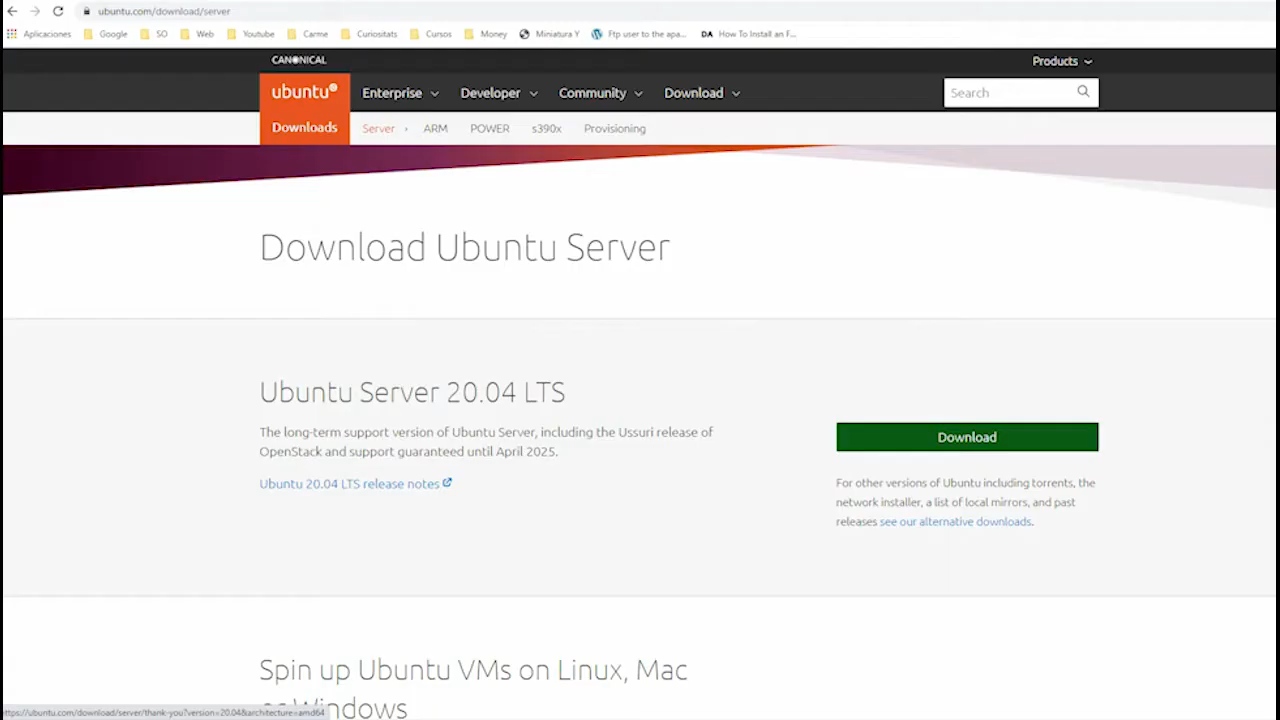 ubuntu.com/download/server
Aplicaciones Google SO Web Youtube Carme Curiositats Cursos Money Miniatura Y Ftp user to the apa... DA How To Install an F...
CANONICAL Products
ubuntu Enterprise Developer Community Download Search
Downloads Server › ARM POWER s390x Provisioning
Download Ubuntu Server
Ubuntu Server 20.04 LTS
The long-term support version of Ubuntu Server, including the Ussuri release of
OpenStack and support guaranteed until April 2025.
Ubuntu 20.04 LTS release notes
Download
For other versions of Ubuntu including torrents, the
network installer, a list of local mirrors, and past
releases see our alternative downloads.
Spin up Ubuntu VMs on Linux, Mac
or Windows
https://ubuntu.com/download/server/thank-you?version=20.04&architecture=amd64